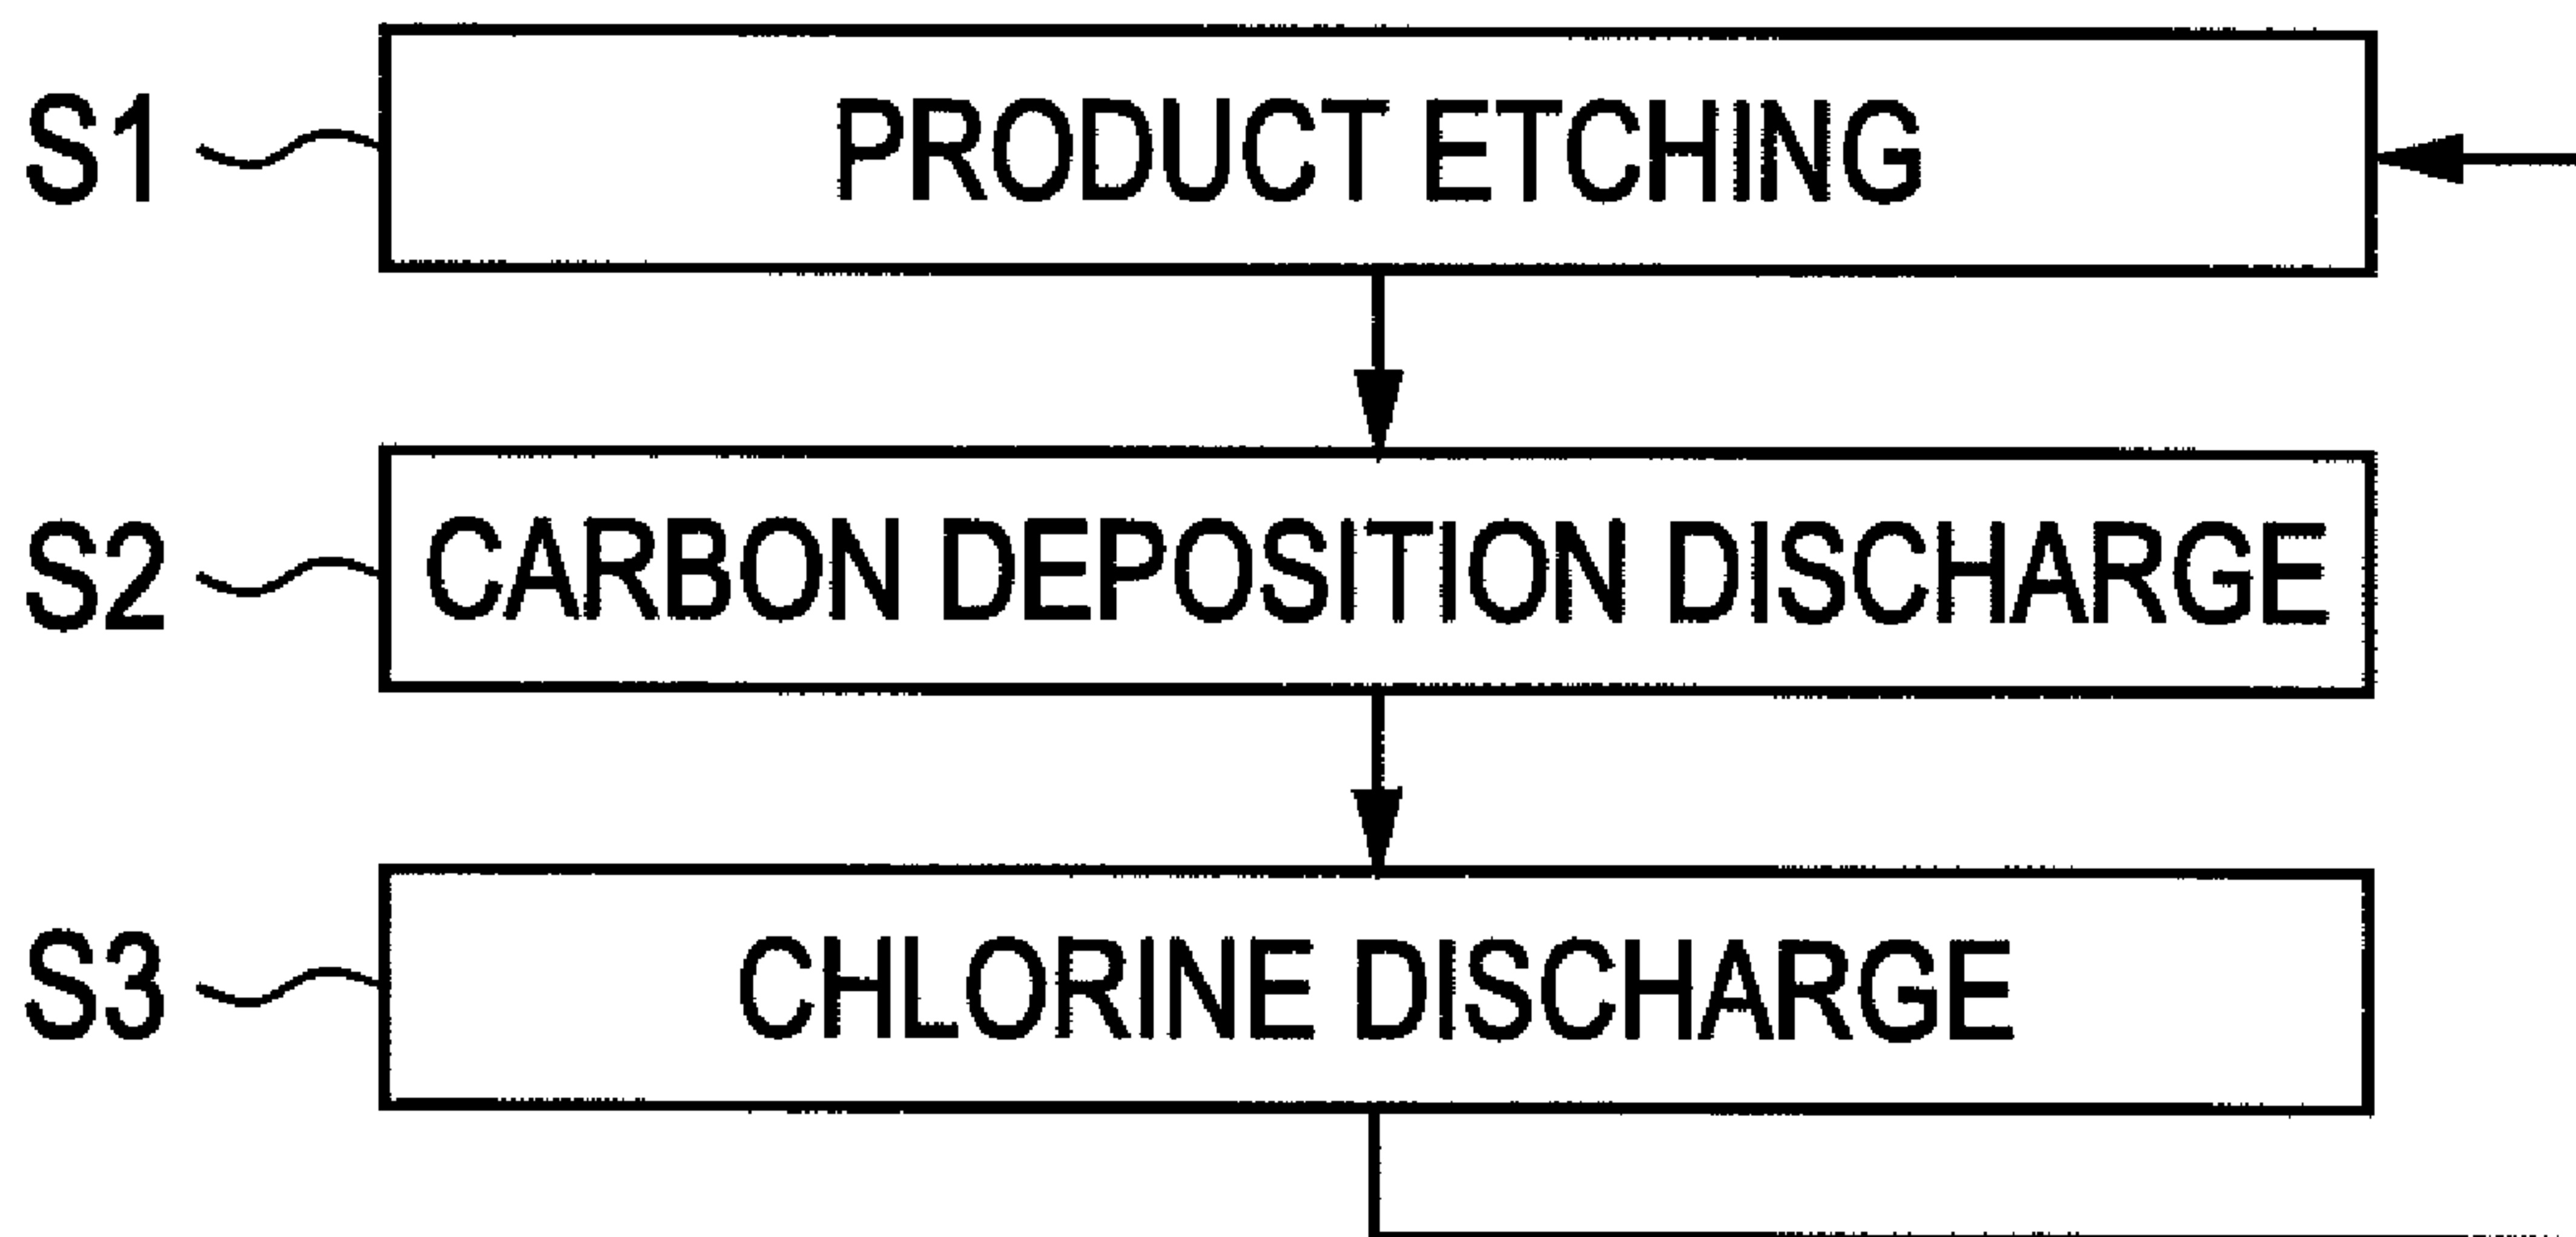 S1 PRODUCT ETCHING
S2 CARBON DEPOSITION DISCHARGE
S3 CHLORINE DISCHARGE